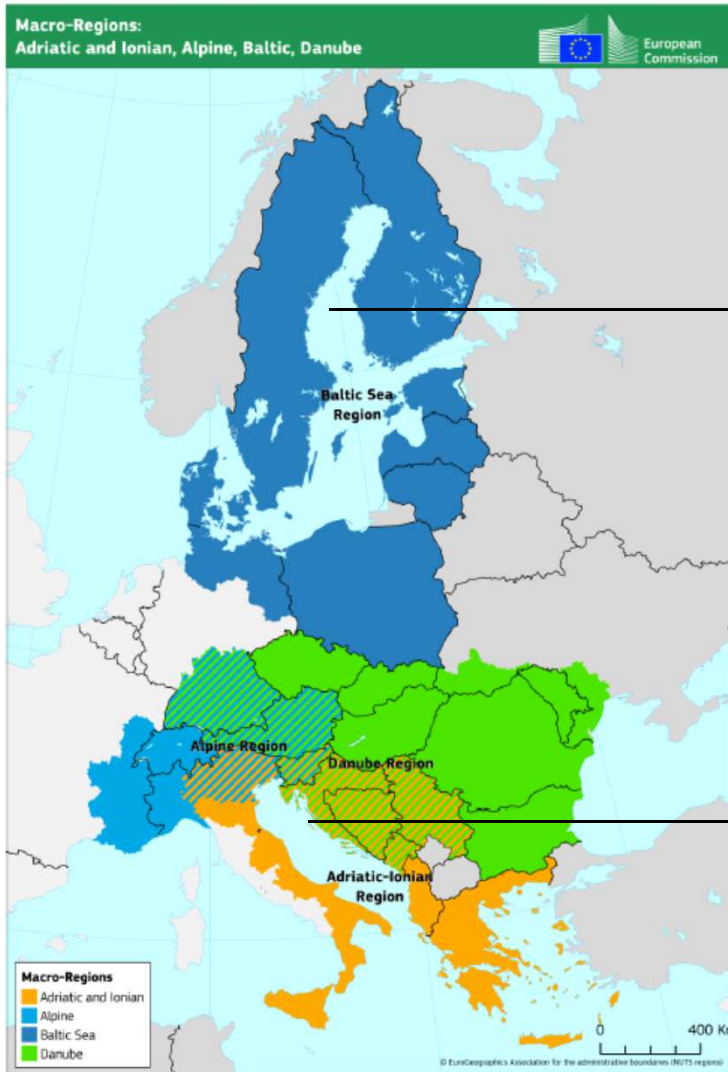 Macro-Regions:
Adriatic and Ionian, Alpine, Baltic, Danube
European
Commission
Baltic Sea
Region
Alpine Region
Danube Region
Adriatic-Ionian
Region
Macro-Regions
Adriatic and Ionian
Alpine
Baltic Sea
Danube
0 400 K
© EuroGeographics Association for the administrative boundaries (NUTS regions)